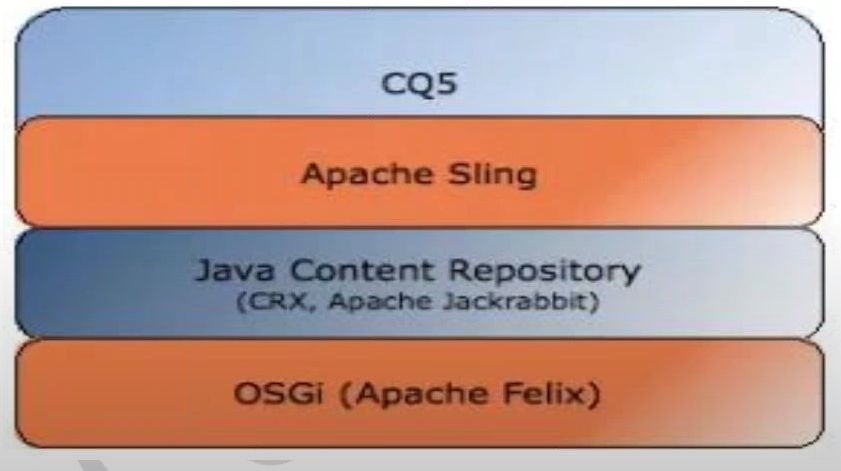 CQ5
Apache Sling
Java Content Repository
(CRX, Apache Jackrabbit)
OSGi (Apache Felix)